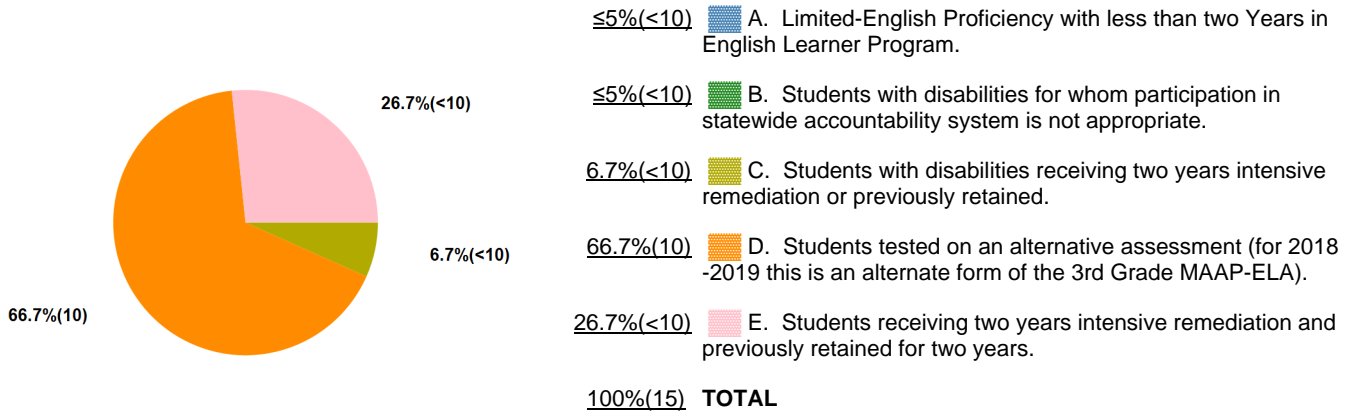 26.7%(<10)
6.7%(<10)
66.7%(10)
≤5%(<10) A. Limited-English Proficiency with less than two Years in
English Learner Program.
≤5%(<10) B. Students with disabilities for whom participation in
statewide accountability system is not appropriate.
6.7%(<10) C. Students with disabilities receiving two years intensive
remediation or previously retained.
66.7%(10) D. Students tested on an alternative assessment (for 2018
-2019 this is an alternate form of the 3rd Grade MAAP-ELA).
26.7%(<10) E. Students receiving two years intensive remediation and
previously retained for two years.
100%(15) TOTAL